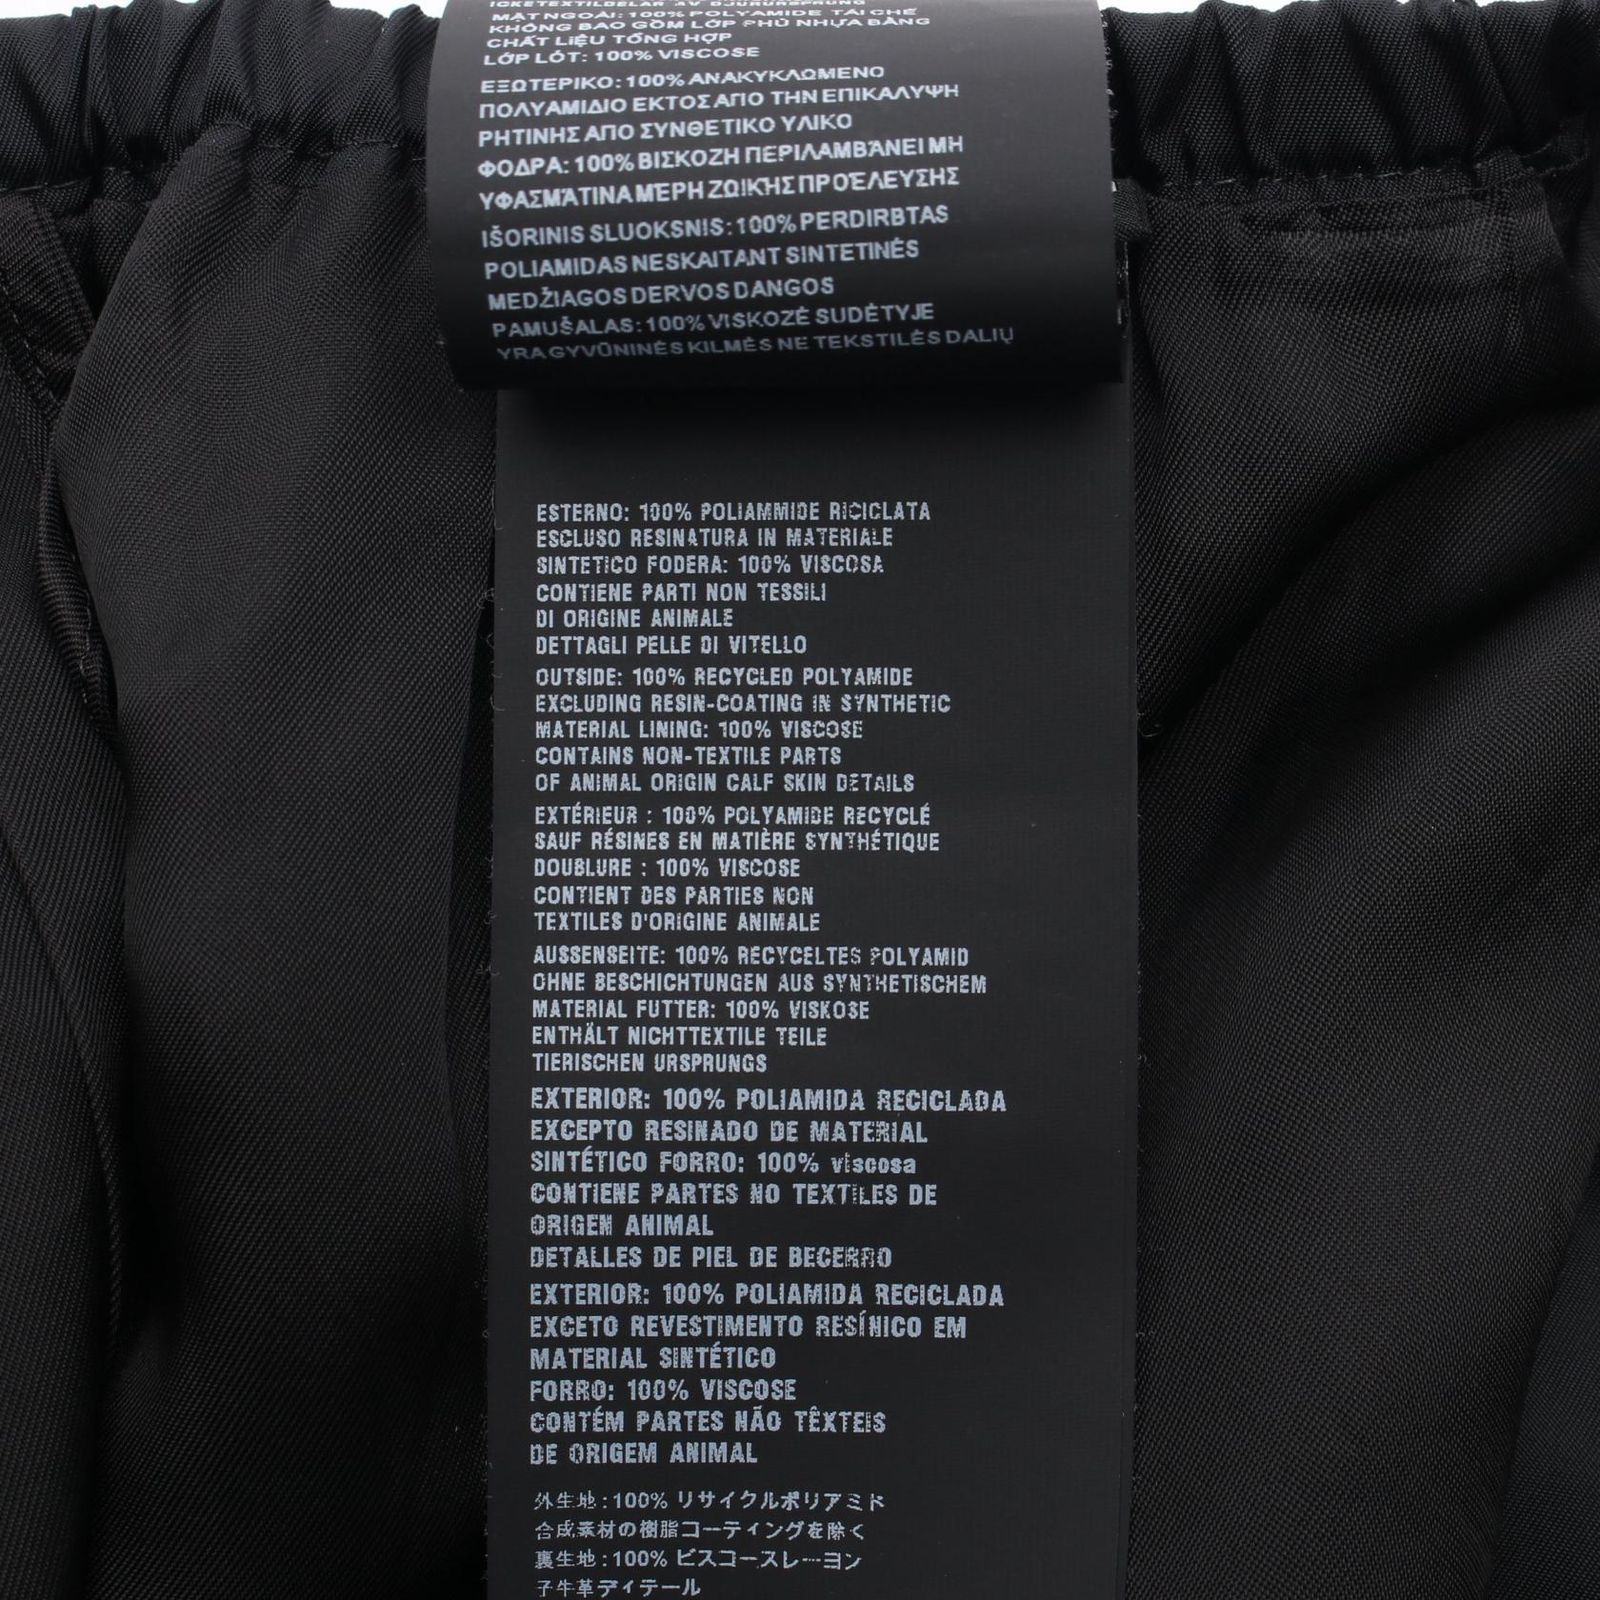 ICKETEXTILDELAR AV DJURURSPRUNG
MẶT NGOÀI: 100% POLYAMIDE TÁI CHẾ
KHÔNG BAO GỒM LỚP PHỦ NHỰA BẰNG
CHẤT LIỆU TỔNG HỢP
LỚP LÓT: 100% VISCOSE
ΕΞΩΤΕΡΙΚΟ: 100% ΑΝΑΚΥΚΛΩΜΕΝΟ
ΠΟΛΥΑΜΙΔΙΟ ΕΚΤΟΣ ΑΠΟ ΤΗΝ ΕΠΙΚΑΛΥΨΗ
ΡΗΤΙΝΗΣ ΑΠΟ ΣΥΝΘΕΤΙΚΟ ΥΛΙΚΟ
ΦΟΔΡΑ: 100% ΒΙΣΚΟΖΗ ΠΕΡΙΛΑΜΒΆΝΕΙ ΜΗ
ΥΦΑΣΜΆΤΙΝΑ ΜΈΡΗ ΖΩΙΚΉΣ ΠΡΟΈΛΕΥΣΗΣ
IŠORINIS SLUOKSNIS: 100% PERDIRBTAS
POLIAMIDAS NESKAITANT SINTETINĖS
MEDŽIAGOS DERVOS DANGOS
PAMUŠALAS: 100% VISKOZĖ SUDĖTYJE
YRA GYVŪNINĖS KILMĖS NE TEKSTILĖS DALIŲ
ESTERNO: 100% POLIAMMIDE RICICLATA
ESCLUSO RESINATURA IN MATERIALE
SINTETICO FODERA: 100% VISCOSA
CONTIENE PARTI NON TESSILI
DI ORIGINE ANIMALE
DETTAGLI PELLE DI VITELLO
OUTSIDE: 100% RECYCLED POLYAMIDE
EXCLUDING RESIN-COATING IN SYNTHETIC
MATERIAL LINING: 100% VISCOSE
CONTAINS NON-TEXTILE PARTS
OF ANIMAL ORIGIN CALF SKIN DETAILS
EXTÉRIEUR : 100% POLYAMIDE RECYCLÉ
SAUF RÉSINES EN MATIÈRE SYNTHÉTIQUE
DOUBLURE : 100% VISCOSE
CONTIENT DES PARTIES NON
TEXTILES D'ORIGINE ANIMALE
AUSSENSEITE: 100% RECYCELTES POLYAMID
OHNE BESCHICHTUNGEN AUS SYNTHETISCHEM
MATERIAL FUTTER: 100% VISKOSE
ENTHÄLT NICHTTEXTILE TEILE
TIERISCHEN URSPRUNGS
EXTERIOR: 100% POLIAMIDA RECICLADA
EXCEPTO RESINADO DE MATERIAL
SINTÉTICO FORRO: 100% viscosa
CONTIENE PARTES NO TEXTILES DE
ORIGEN ANIMAL
DETALLES DE PIEL DE BECERRO
EXTERIOR: 100% POLIAMIDA RECICLADA
EXCETO REVESTIMENTO RESÍNICO EM
MATERIAL SINTÉTICO
FORRO: 100% VISCOSE
CONTÉM PARTES NÃO TÊXTEIS
DE ORIGEM ANIMAL
外生地:100% リサイクルポリアミド
合成素材の樹脂コーティングを除く
裏生地:100% ビスコースレーヨン
子牛革ディテール